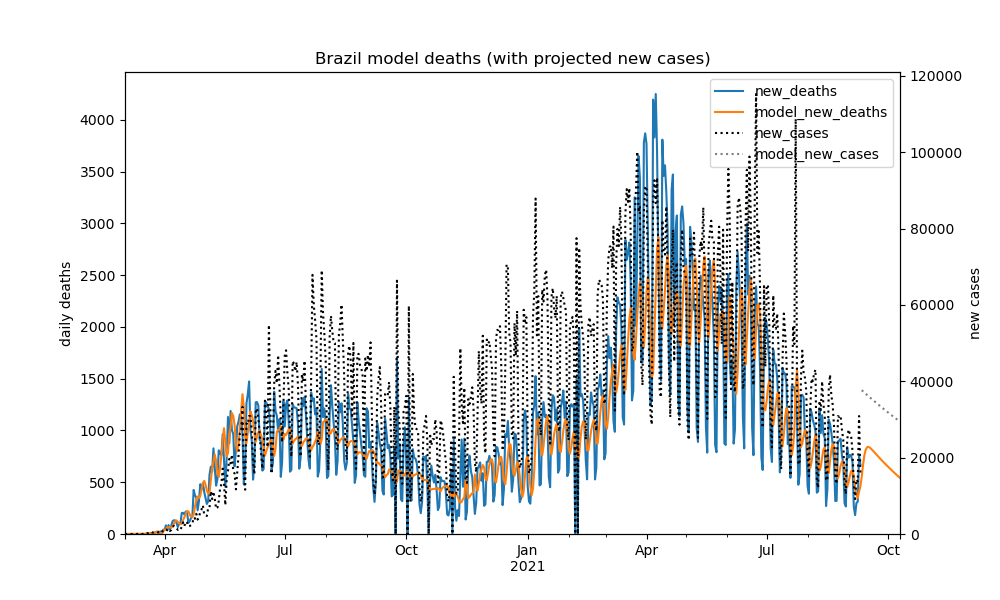 Brazil model deaths (with projected new cases)
new_deaths
model_new_deaths
new_cases
model_new_cases
daily deaths
4000
3500
3000
2500
2000
1500
1000
500
0
120000
100000
80000
60000
40000
20000
0
new cases
Apr
Jul
Oct
Jan
2021
Apr
Jul
Oct